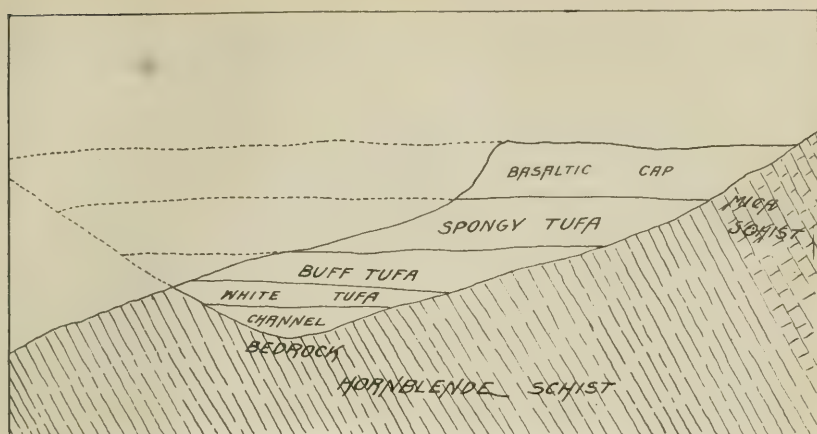 BASALTIC CAP
MICA
SCHIST
SPONGY TUFA
BUFF TUFA
WHITE TUFA
CHANNEL
BEDROCK
HORNBLENDE SCHIST